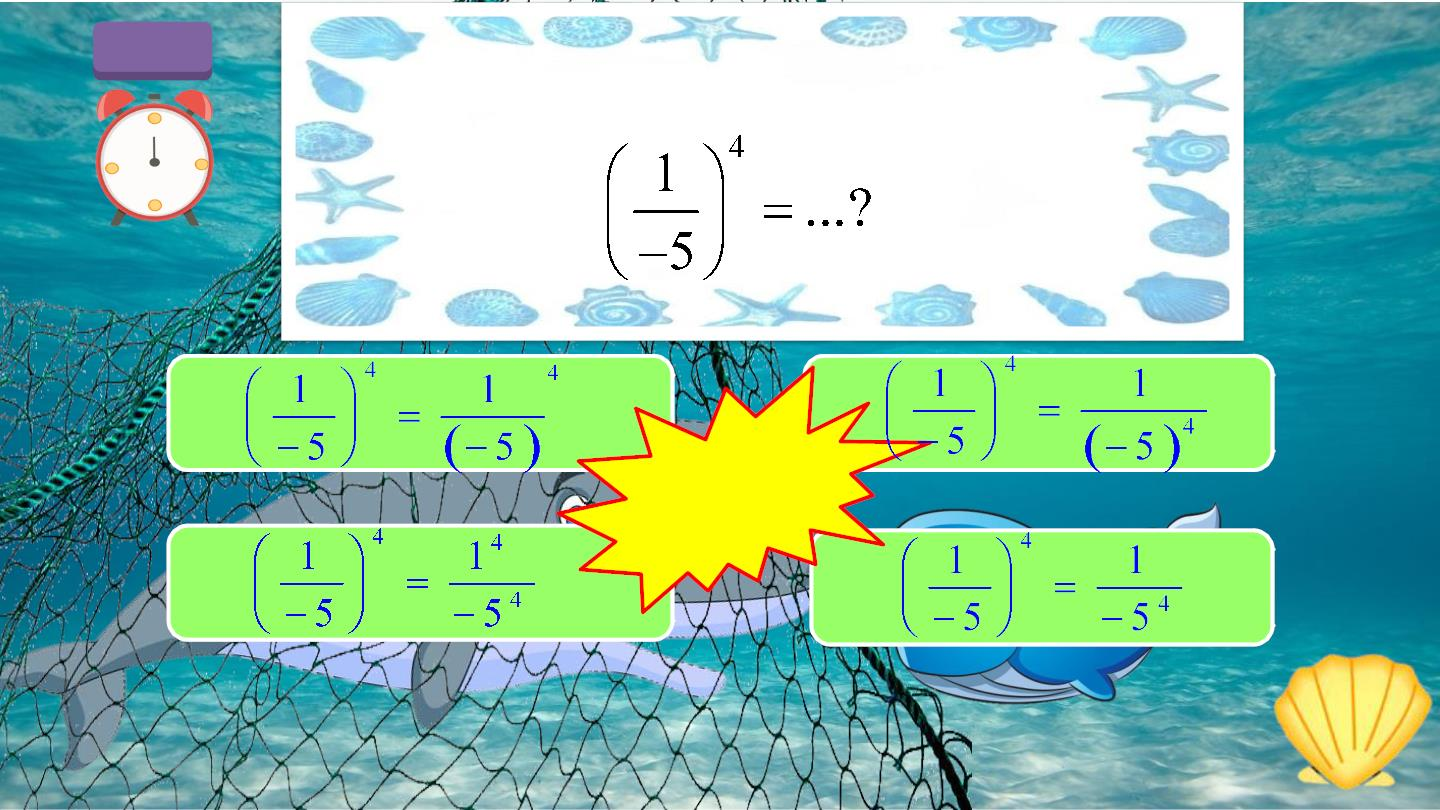 (1/−5)^4 = ...?
(1/−5)^4 = 1/(−5) ^4
(1/−5)^4 = 1/(−5)^4
(1/−5)^4 = 1^4/−5^4
(1/−5)^4 = 1/−5^4